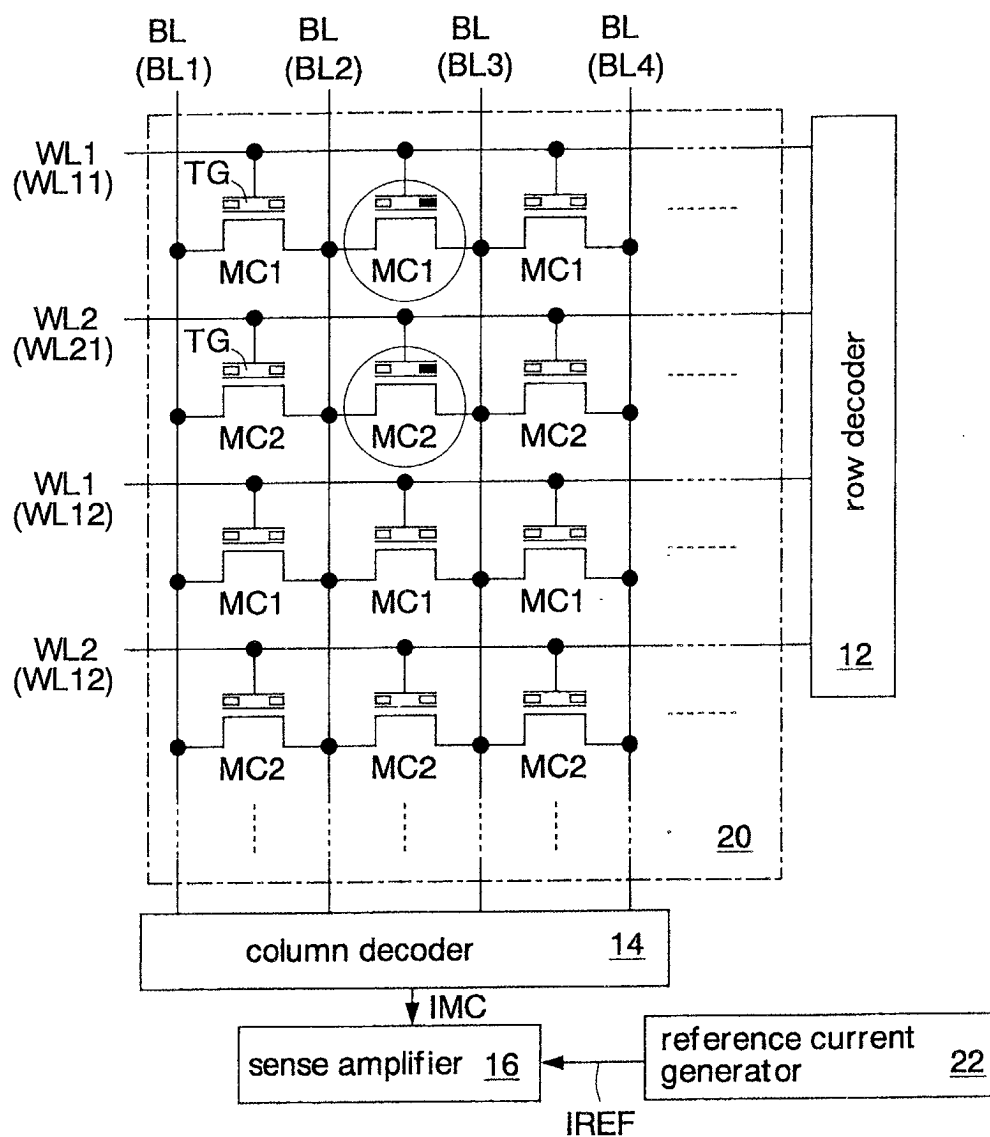 BL BL BL BL
(BL1) (BL2) (BL3) (BL4)
WL1
(WL11)
TG
MC1 MC1 MC1
WL2
(WL21)
TG
MC2 MC2 MC2
WL1
(WL12)
MC1 MC1 MC1
WL2
(WL12)
MC2 MC2 MC2
row decoder
12
20
column decoder 14
IMC
sense amplifier 16
reference current
generator 22
IREF